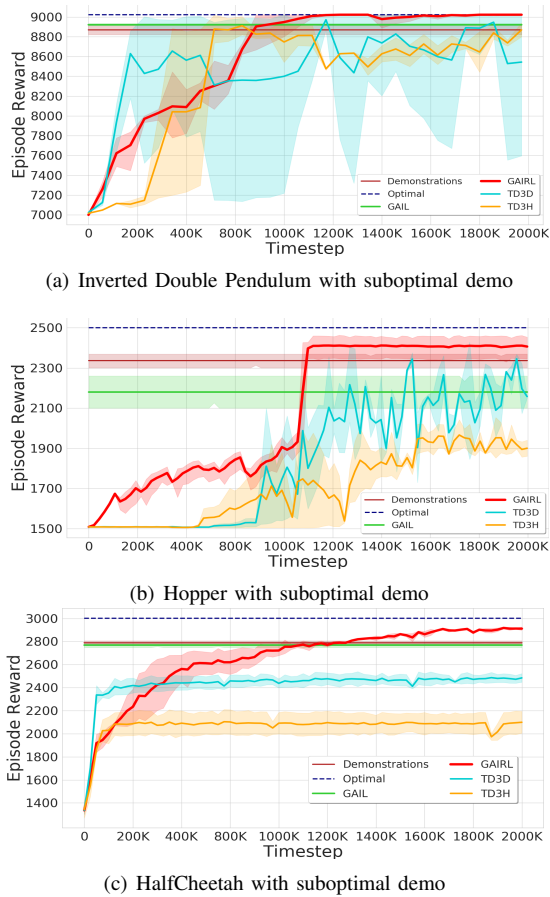 Episode Reward
9000
8800
8600
8400
8200
8000
7800
7600
7400
7200
7000
Demonstrations
Optimal
GAIL
GAIRL
TD3D
TD3H
0 200K 400K 600K 800K 1000K 1200K 1400K 1600K 1800K 2000K
Timestep
(a) Inverted Double Pendulum with suboptimal demo
Episode Reward
2500
2300
2100
1900
1700
1500
Demonstrations
Optimal
GAIL
GAIRL
TD3D
TD3H
0 200K 400K 600K 800K 1000K 1200K 1400K 1600K 1800K 2000K
Timestep
(b) Hopper with suboptimal demo
Episode Reward
3000
2800
2600
2400
2200
2000
1800
1600
1400
Demonstrations
Optimal
GAIL
GAIRL
TD3D
TD3H
0 200K 400K 600K 800K 1000K 1200K 1400K 1600K 1800K 2000K
Timestep
(c) HalfCheetah with suboptimal demo